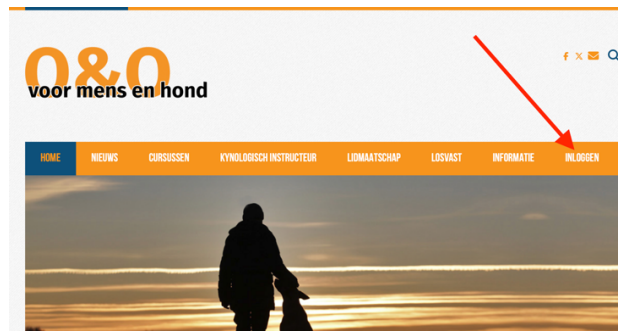 O&O
voor mens en hond
HOME NIEUWS CURSUSSEN KYNOLOGISCH INSTRUCTEUR LIDMAATSCHAP LOSVAST INFORMATIE INLOGGEN